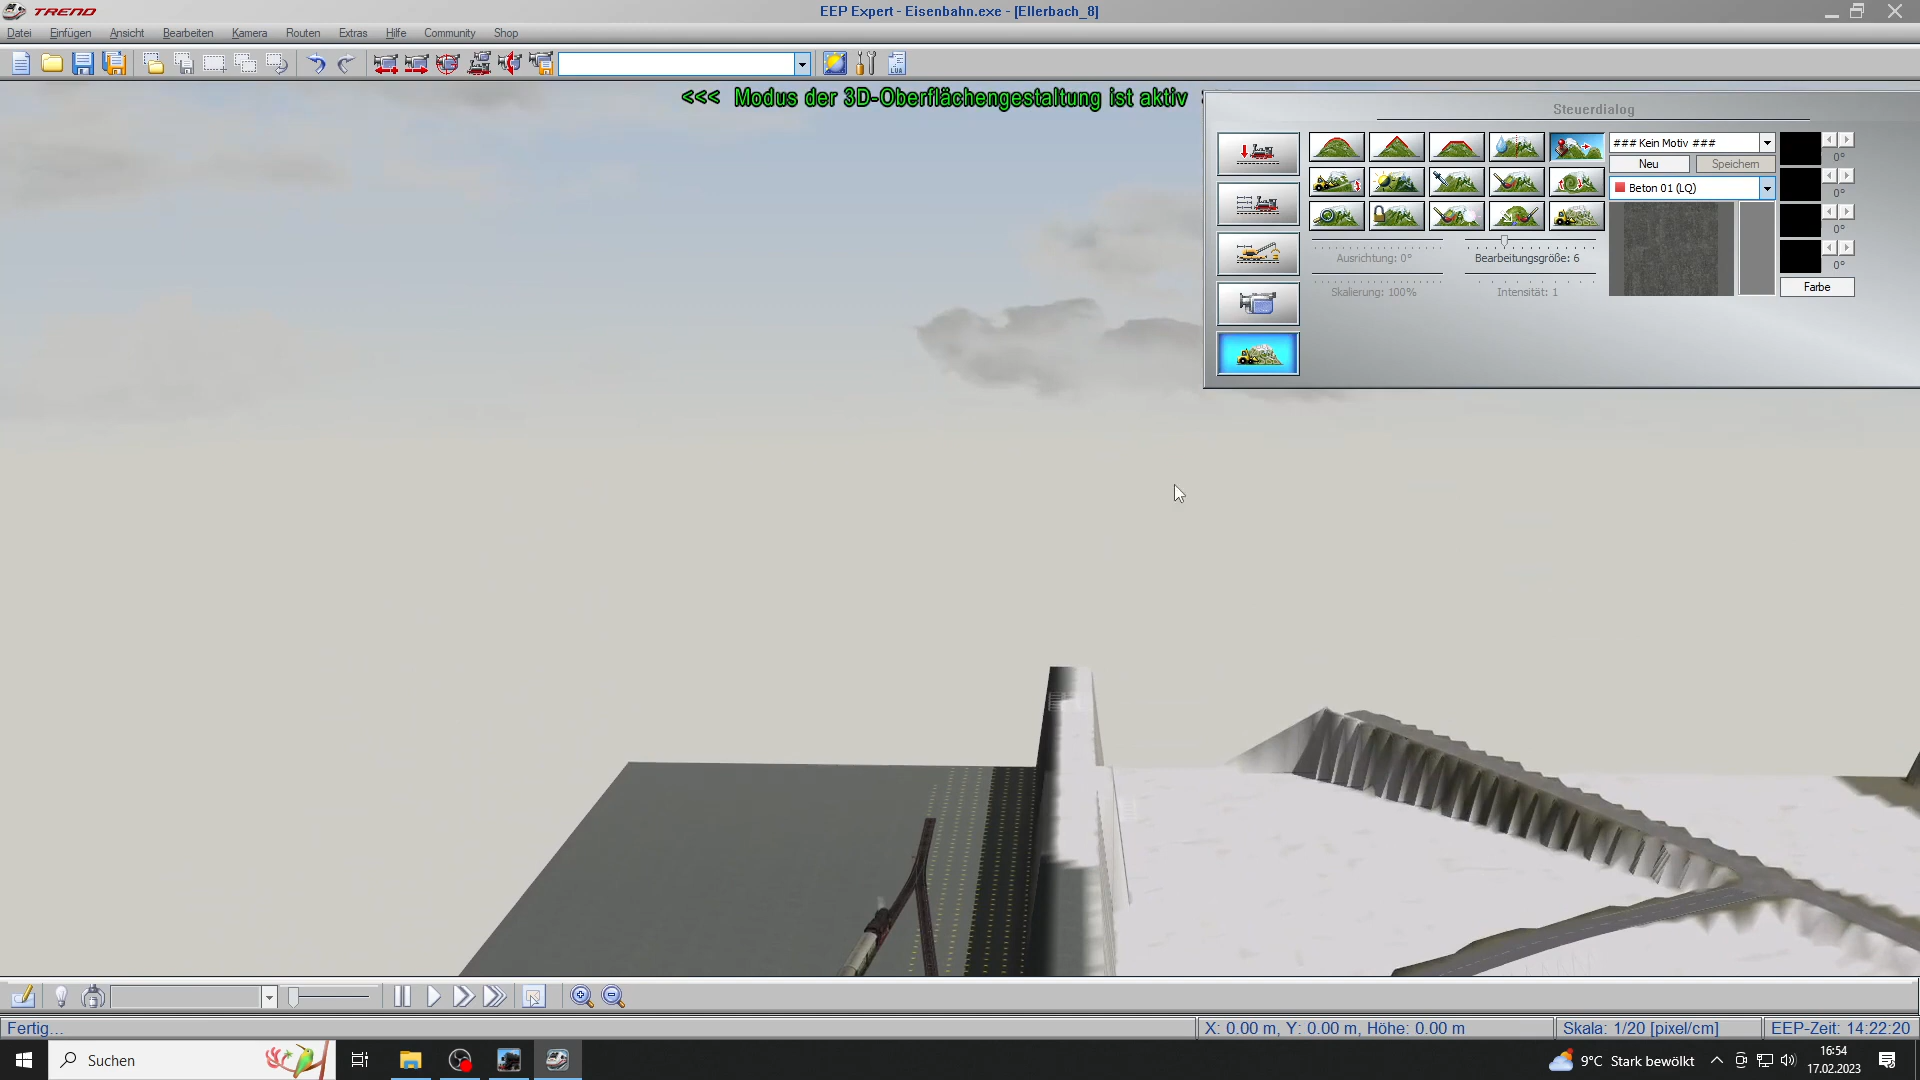 TREND
EEP Expert - Eisenbahn.exe - [Ellerbach_8]
Datei Einfügen Ansicht Bearbeiten Kamera Routen Extras Hilfe Community Shop
<<< Modus der 3D-Oberflächengestaltung ist aktiv
Steuerdialog
### Kein Motiv ###
0°
Neu Speichern
Beton 01 (LQ)
0°
0°
Ausrichtung: 0° Bearbeitungsgröße: 6
0°
Farbe
Skalierung: 100% Intensität: 1
LUA
Fertig...
X: 0.00 m, Y: 0.00 m, Höhe: 0.00 m
Skala: 1/20 [pixel/cm]
EEP-Zeit: 14:22:20
Suchen
9°C Stark bewölkt
16:54
17.02.2023